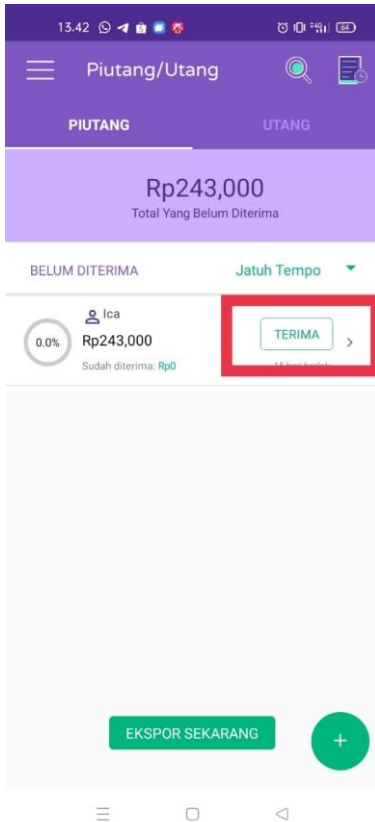 13.42
64
Piutang/Utang
PIUTANG
UTANG
Rp243,000
Total Yang Belum Diterima
BELUM DITERIMA
Jatuh Tempo
Ica
0.0%
Rp243,000
TERIMA
Sudah diterima: Rp0
EKSPOR SEKARANG